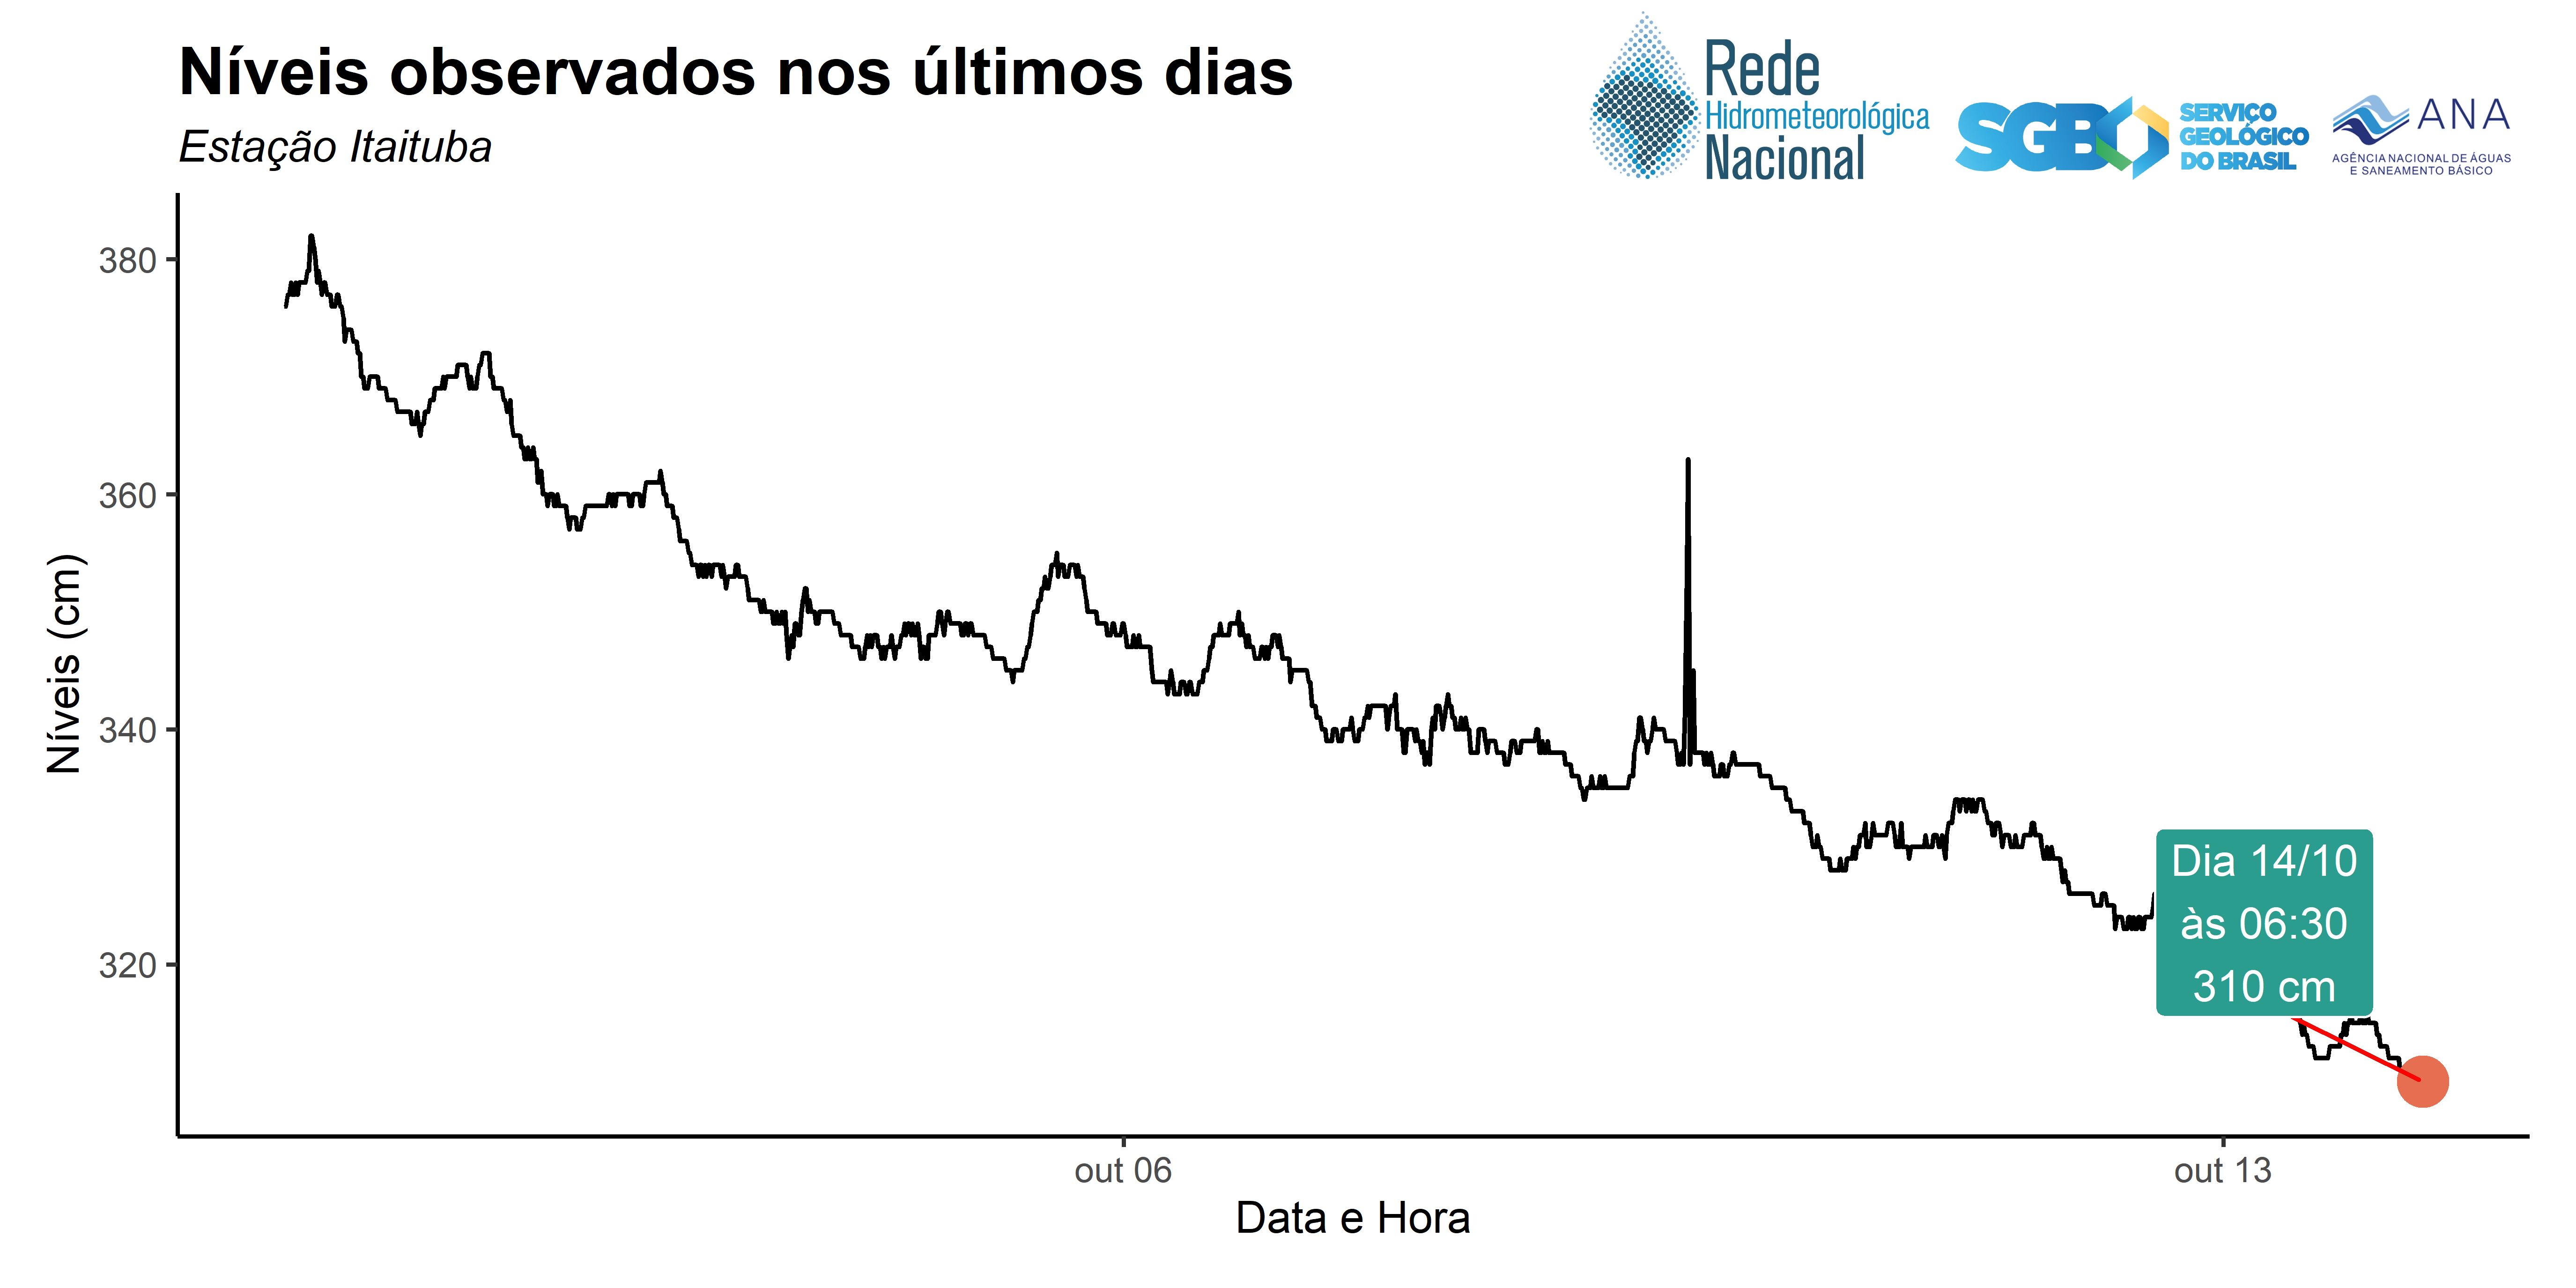 Níveis observados nos últimos dias
Estação Itaituba
Rede
Hidrometeorológica
Nacional
SGB
SERVIÇO
GEOLÓGICO
DO BRASIL
ANA
AGÊNCIA NACIONAL DE ÁGUAS
E SANEAMENTO BÁSICO
Níveis (cm)
380
360
340
320
Dia 14/10
às 06:30
310 cm
out 06
out 13
Data e Hora